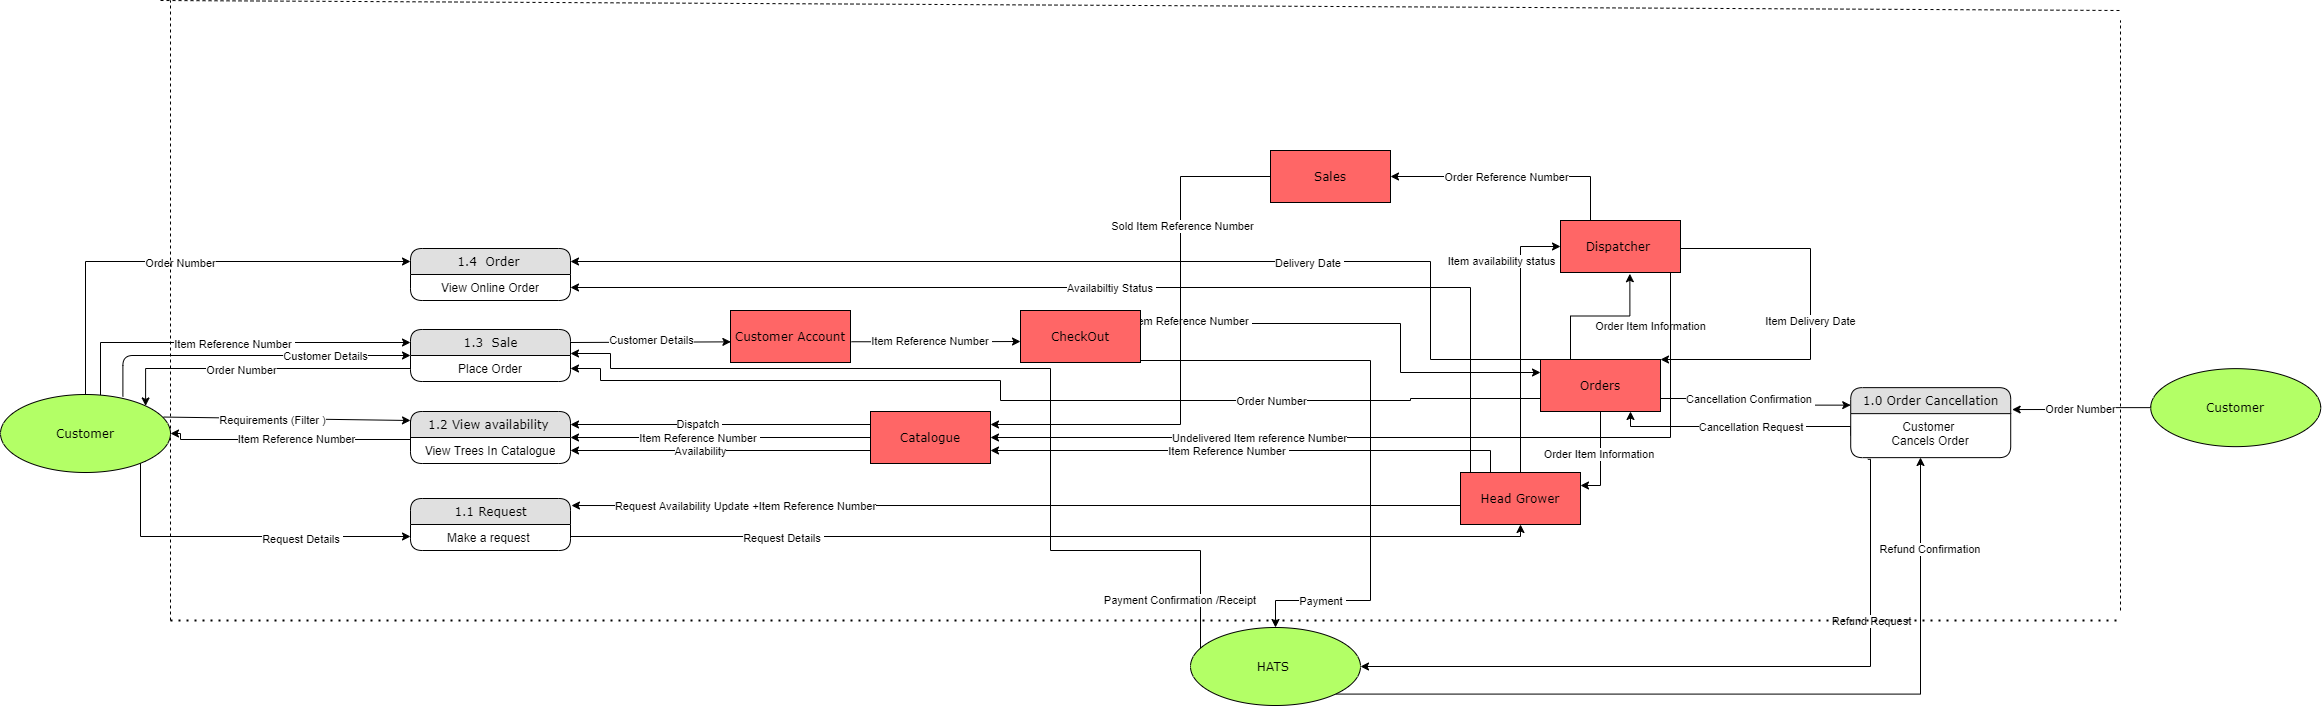 Sales
Order Reference Number
Sold Item Reference Number
Dispatcher
Item availability status
1.4 Order
View Online Order
Order Number
Delivery Date
Availabiltiy Status
Order Item Information
Item Delivery Date
Item Reference Number
Customer Details
Order Number
1.3 Sale
Place Order
Customer Details
Customer Account
Item Reference Number
CheckOut
em Reference Number
Orders
Order Number
Cancellation Confirmation
Cancellation Request
1.0 Order Cancellation
Customer
Cancels Order
Order Number
Customer
Customer
Requirements (Filter )
Item Reference Number
1.2 View availability
View Trees In Catalogue
Dispatch
Item Reference Number
Availability
Catalogue
Undelivered Item reference Number
Item Reference Number
Order Item Information
Head Grower
1.1 Request
Make a request
Request Availability Update +Item Reference Number
Request Details
Request Details
Refund Confirmation
Payment Confirmation /Receipt
Payment
Refund Request
HATS